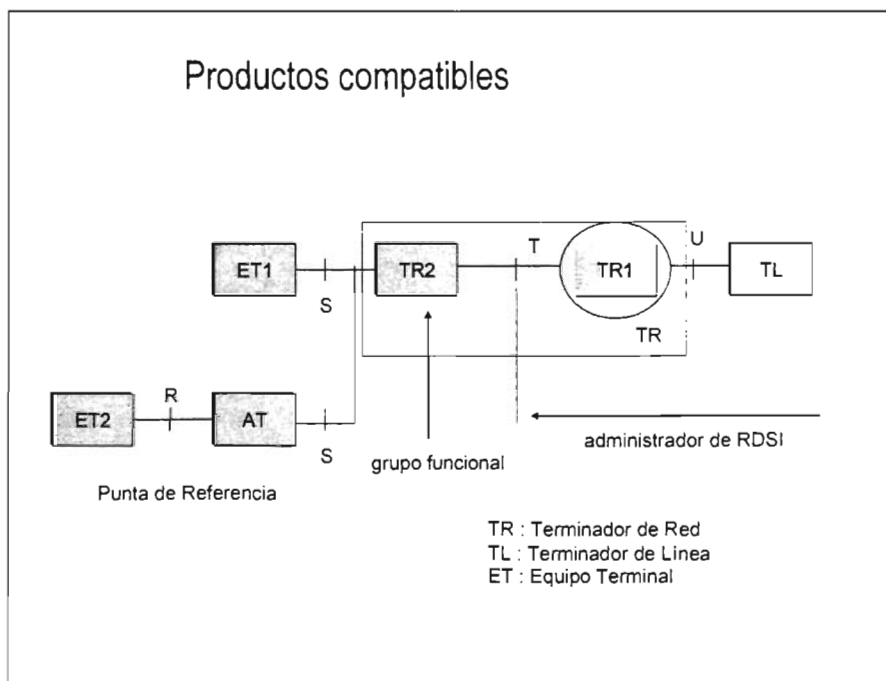 Productos compatibles
ET1
S
TR2
T
TR1
U
TL
TR
ET2
R
AT
S
Punta de Referencia
grupo funcional
administrador de RDSI
TR : Terminador de Red
TL : Terminador de Línea
ET : Equipo Terminal